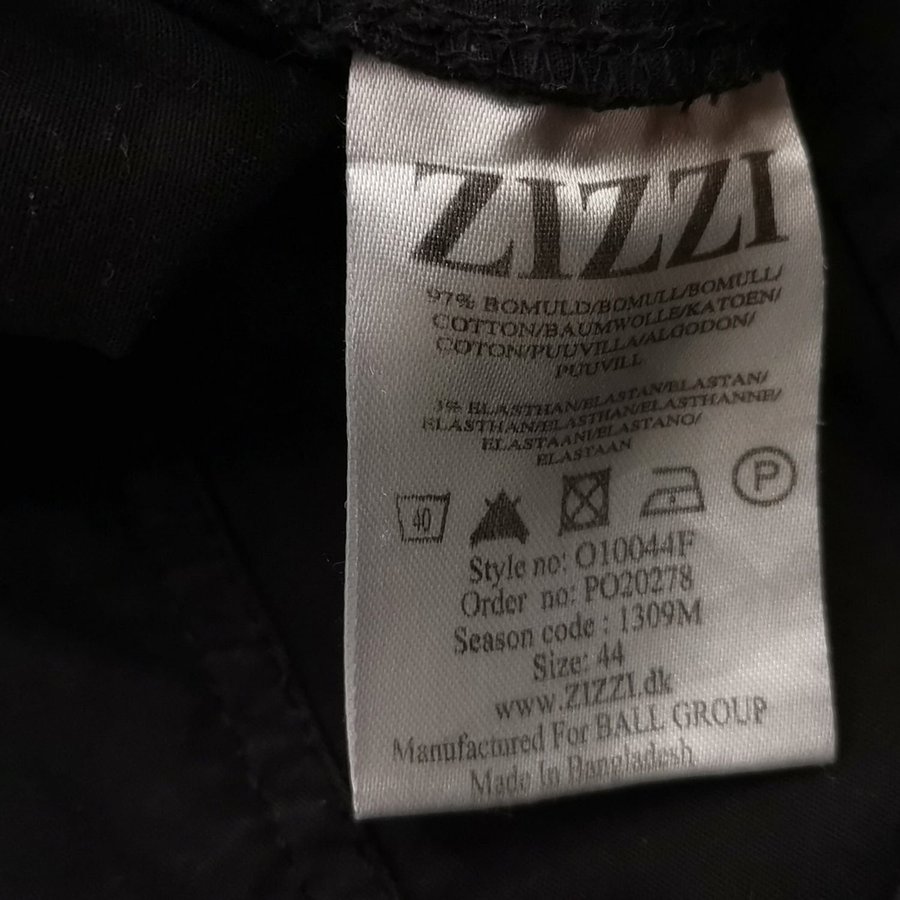 ZIZZI
97% BOMULD/BOMULL/BOMULL/
COTTON/BAUMWOLLE/KATOEN/
COTON/PUUVILLA/ALGODON/
PUUVILL
3% ELASTHAN/ELASTAN/ELASTAN/
ELASTHAN/ELASTHAN/ELASTHANNE/
ELASTAANI/ELASTANO/
ELASTAAN
40 P
Style no: O10044F
Order no: PO20278
Season code : 1309M
Size: 44
www.ZIZZI.dk
Manufactured For BALL GROUP
Made In Bangladesh